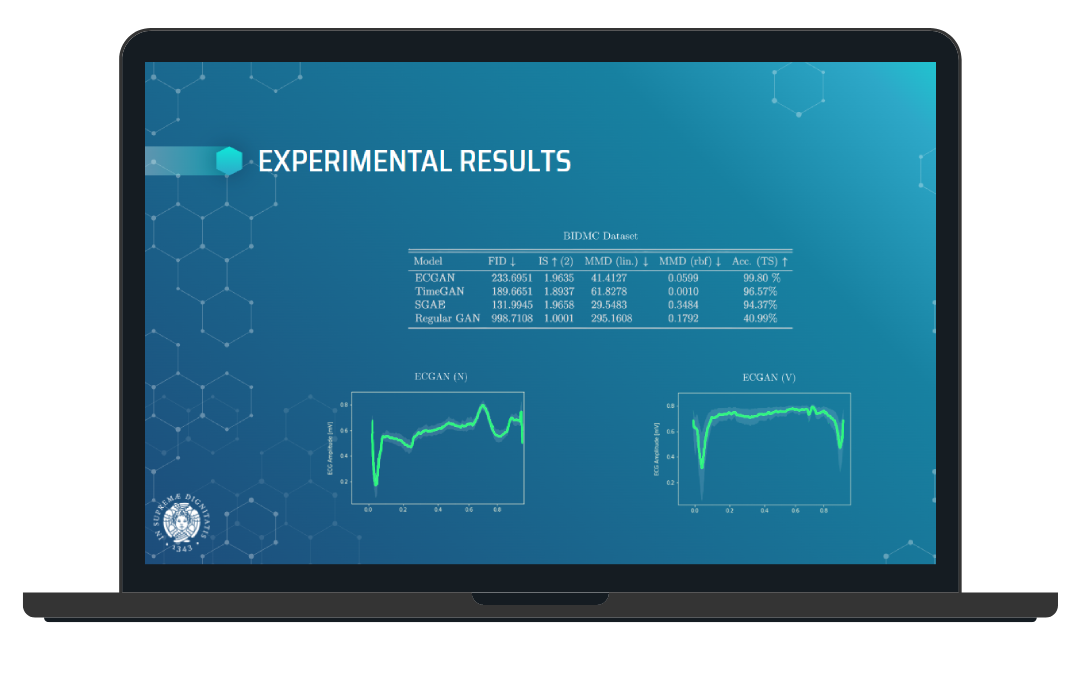 EXPERIMENTAL RESULTS
BIDMC Dataset
Model FID ↓ IS ↑ (2) MMD (lin.) ↓ MMD (rbf) ↓ Acc. (TS) ↑
ECGAN 233.6951 1.9635 41.4127 0.0599 99.80 %
TimeGAN 189.6651 1.8937 61.8278 0.0010 96.57%
SGAE 131.9945 1.9658 29.5483 0.3484 94.37%
Regular GAN 998.7108 1.0001 295.1608 0.1792 40.99%
ECGAN (N)
ECG Amplitude [mV]
0.8
0.6
0.4
0.2
0.0 0.2 0.4 0.6 0.8
ECGAN (V)
ECG Amplitude [mV]
0.8
0.6
0.4
0.2
0.0 0.2 0.4 0.6 0.8
IN SUPREMÆ DIGNITATIS
1343